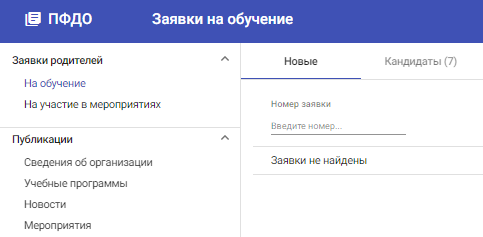 ПФДО
Заявки на обучение
Заявки родителей
На обучение
На участие в мероприятиях
Публикации
Сведения об организации
Учебные программы
Новости
Мероприятия
Новые
Кандидаты (7)
Номер заявки
Введите номер...
Заявки не найдены